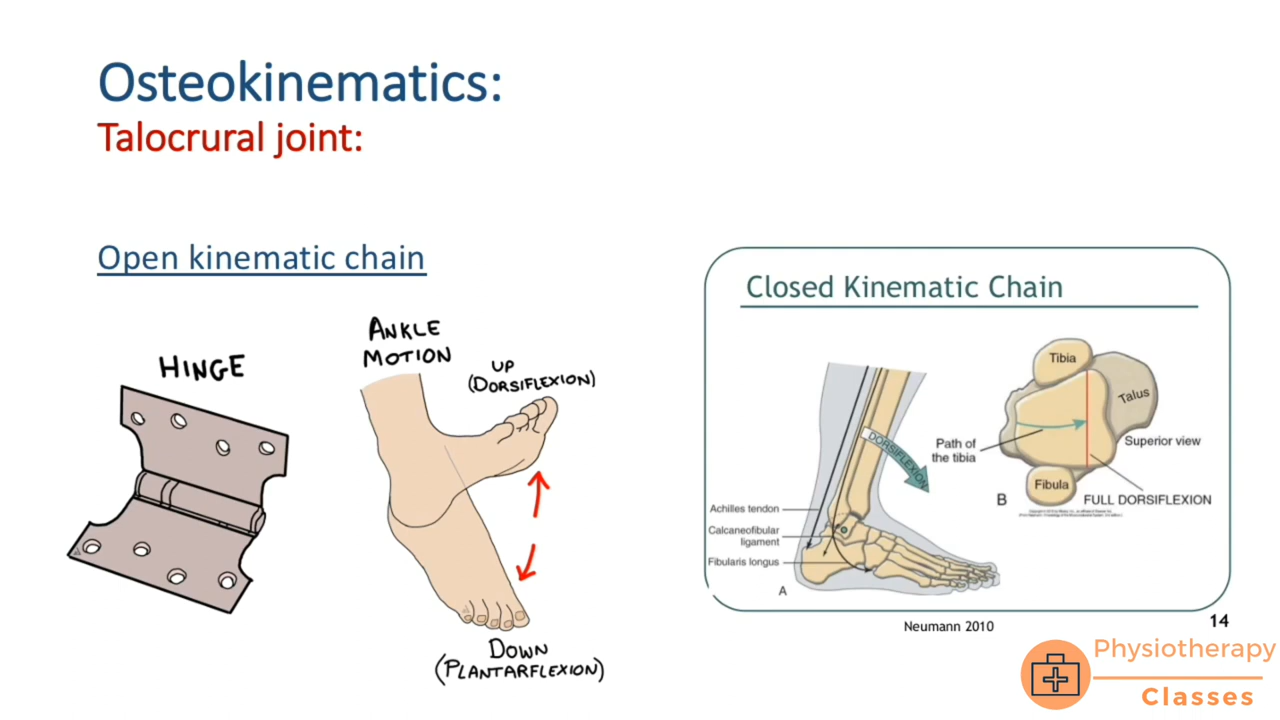 Osteokinematics:
Talocrural joint:
Open kinematic chain
HINGE
ANKLE
MOTION
UP
(DORSIFLEXION)
DOWN
(PLANTARFLEXION)
Closed Kinematic Chain
DORSIFLEXION
Achilles tendon
Calcaneofibular
ligament
Fibularis longus
A
Tibia
Talus
Path of
the tibia
Superior view
Fibula
B
FULL DORSIFLEXION
Neumann 2010
14
Physiotherapy
Classes